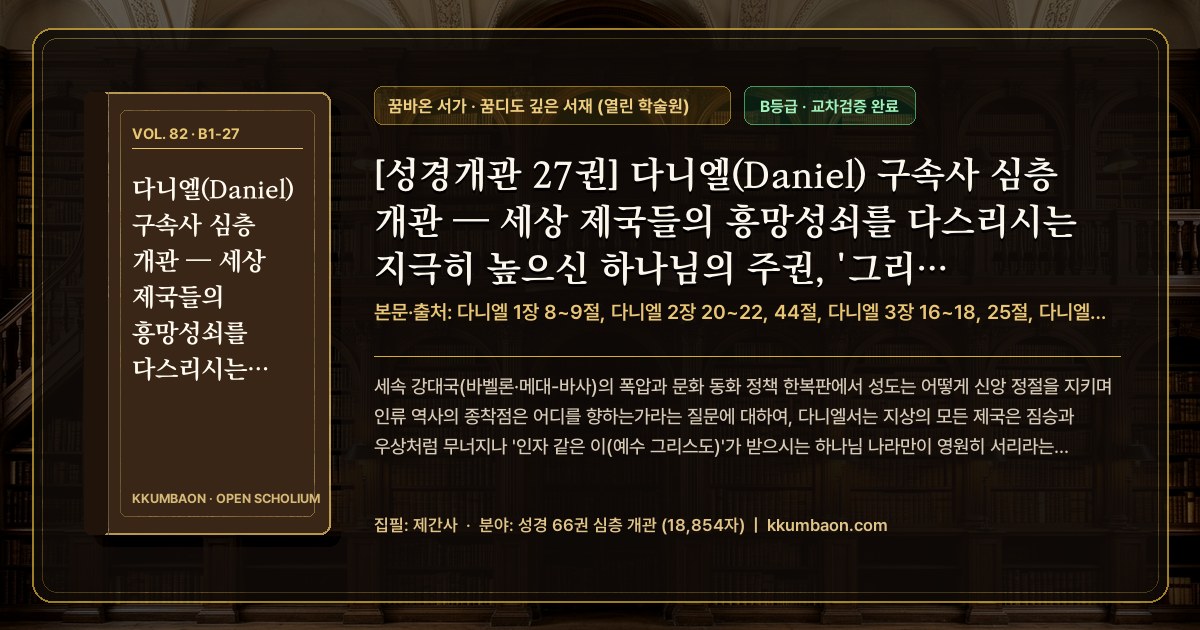 VOL. 82 · B1-27
다니엘(Daniel)
구속사 심층
개관 — 세상
제국들의
흥망성쇠를
다스리시는…
KKUMBAON · OPEN SCHOLIUM
꿈바온 서가 · 꿈디도 깊은 서재 (열린 학술원)
B등급 · 교차검증 완료
[성경개관 27권] 다니엘(Daniel) 구속사 심층
개관 — 세상 제국들의 흥망성쇠를 다스리시는
지극히 높으신 하나님의 주권, '그리…
본문·출처: 다니엘 1장 8~9절, 다니엘 2장 20~22, 44절, 다니엘 3장 16~18, 25절, 다니엘...
세속 강대국(바벨론·메대-바사)의 폭압과 문화 동화 정책 한복판에서 성도는 어떻게 신앙 정절을 지키며
인류 역사의 종착점은 어디를 향하는가라는 질문에 대하여, 다니엘서는 지상의 모든 제국은 짐승과
우상처럼 무너지나 '인자 같은 이(예수 그리스도)'가 받으시는 하나님 나라만이 영원히 서리라는...
집필: 제간사 · 분야: 성경 66권 심층 개관 (18,854자) | kkumbaon.com